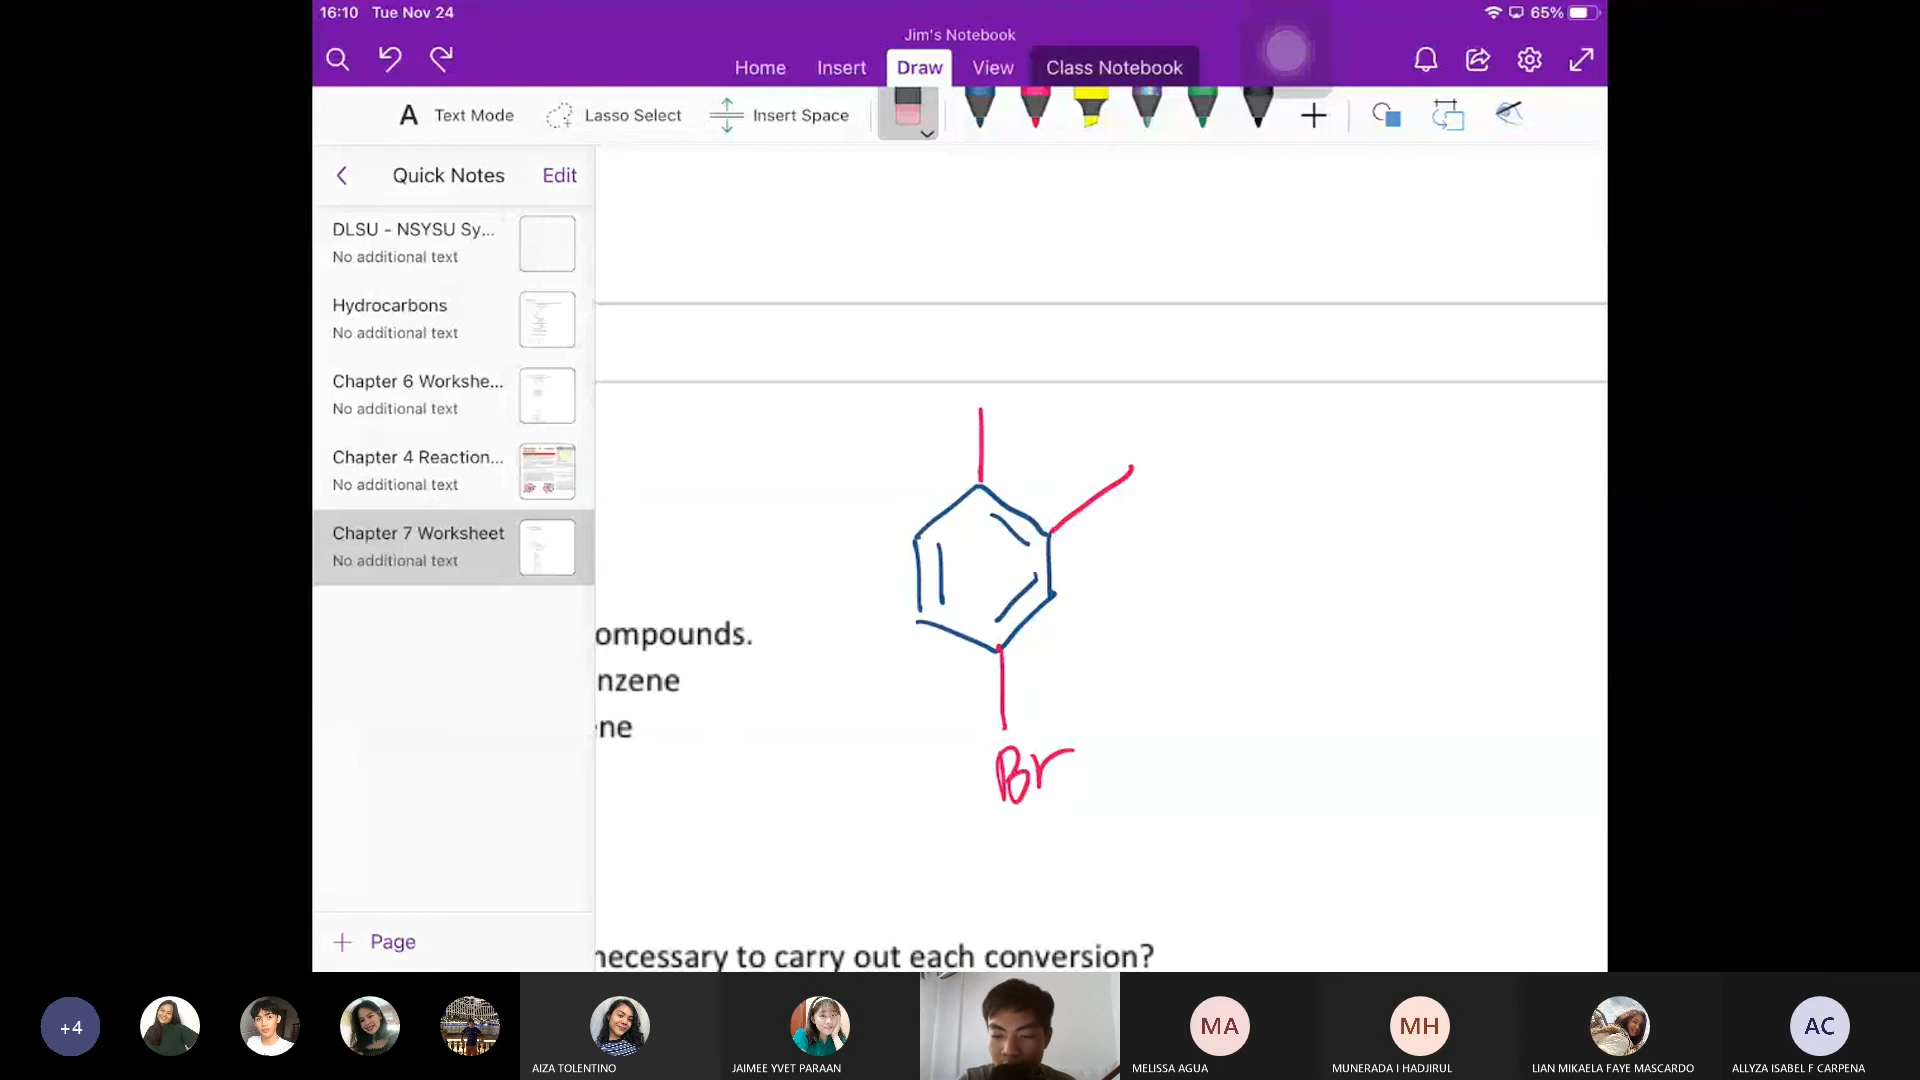 16:10 Tue Nov 24
65%
Jim's Notebook
Home Insert Draw View Class Notebook
A Text Mode Lasso Select Insert Space
Quick Notes Edit
DLSU - NSYSU Sy...
No additional text
Hydrocarbons
No additional text
Chapter 6 Workshe...
No additional text
Chapter 4 Reaction...
No additional text
Chapter 7 Worksheet
No additional text
Page
ompounds.
nzene
ne
Br
necessary to carry out each conversion?
+4
MA
MH
AC
AIZA TOLENTINO
JAIMEE YVET PARAAN
MELISSA AGUA
MUNERADA I HADJIRUL
LIAN MIKAELA FAYE MASCARDO
ALLYZA ISABEL F CARPENA